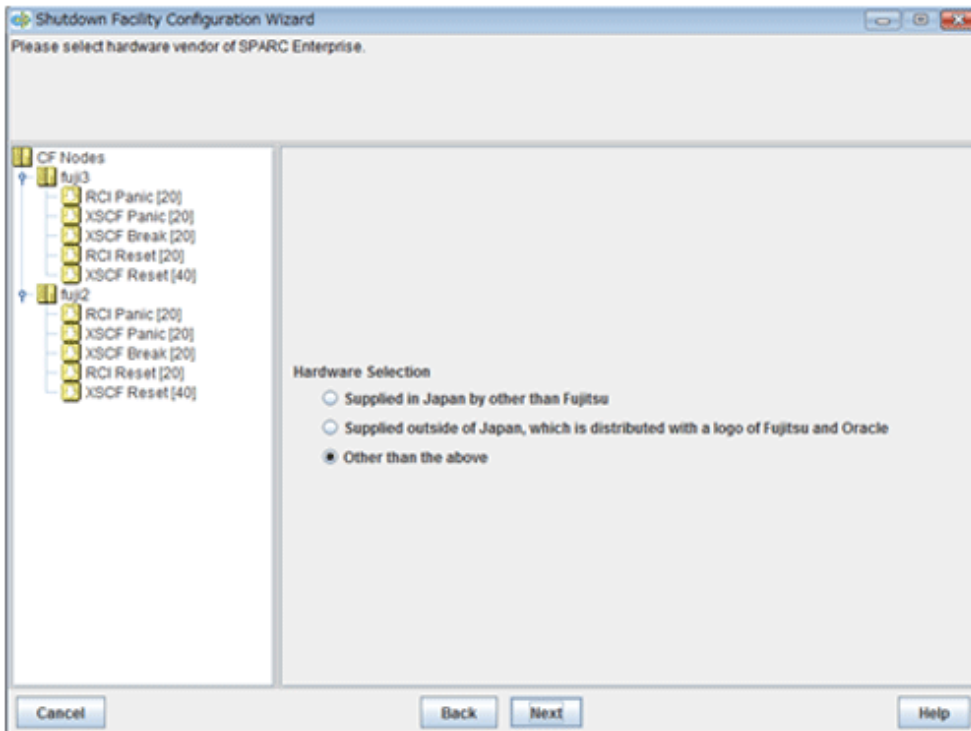 Shutdown Facility Configuration Wizard
Please select hardware vendor of SPARC Enterprise.
CF Nodes
fuji3
RCI Panic [20]
XSCF Panic [20]
XSCF Break [20]
RCI Reset [20]
XSCF Reset [40]
fuji2
RCI Panic [20]
XSCF Panic [20]
XSCF Break [20]
RCI Reset [20]
XSCF Reset [40]
Hardware Selection
Supplied in Japan by other than Fujitsu
Supplied outside of Japan, which is distributed with a logo of Fujitsu and Oracle
Other than the above
Cancel
Back
Next
Help